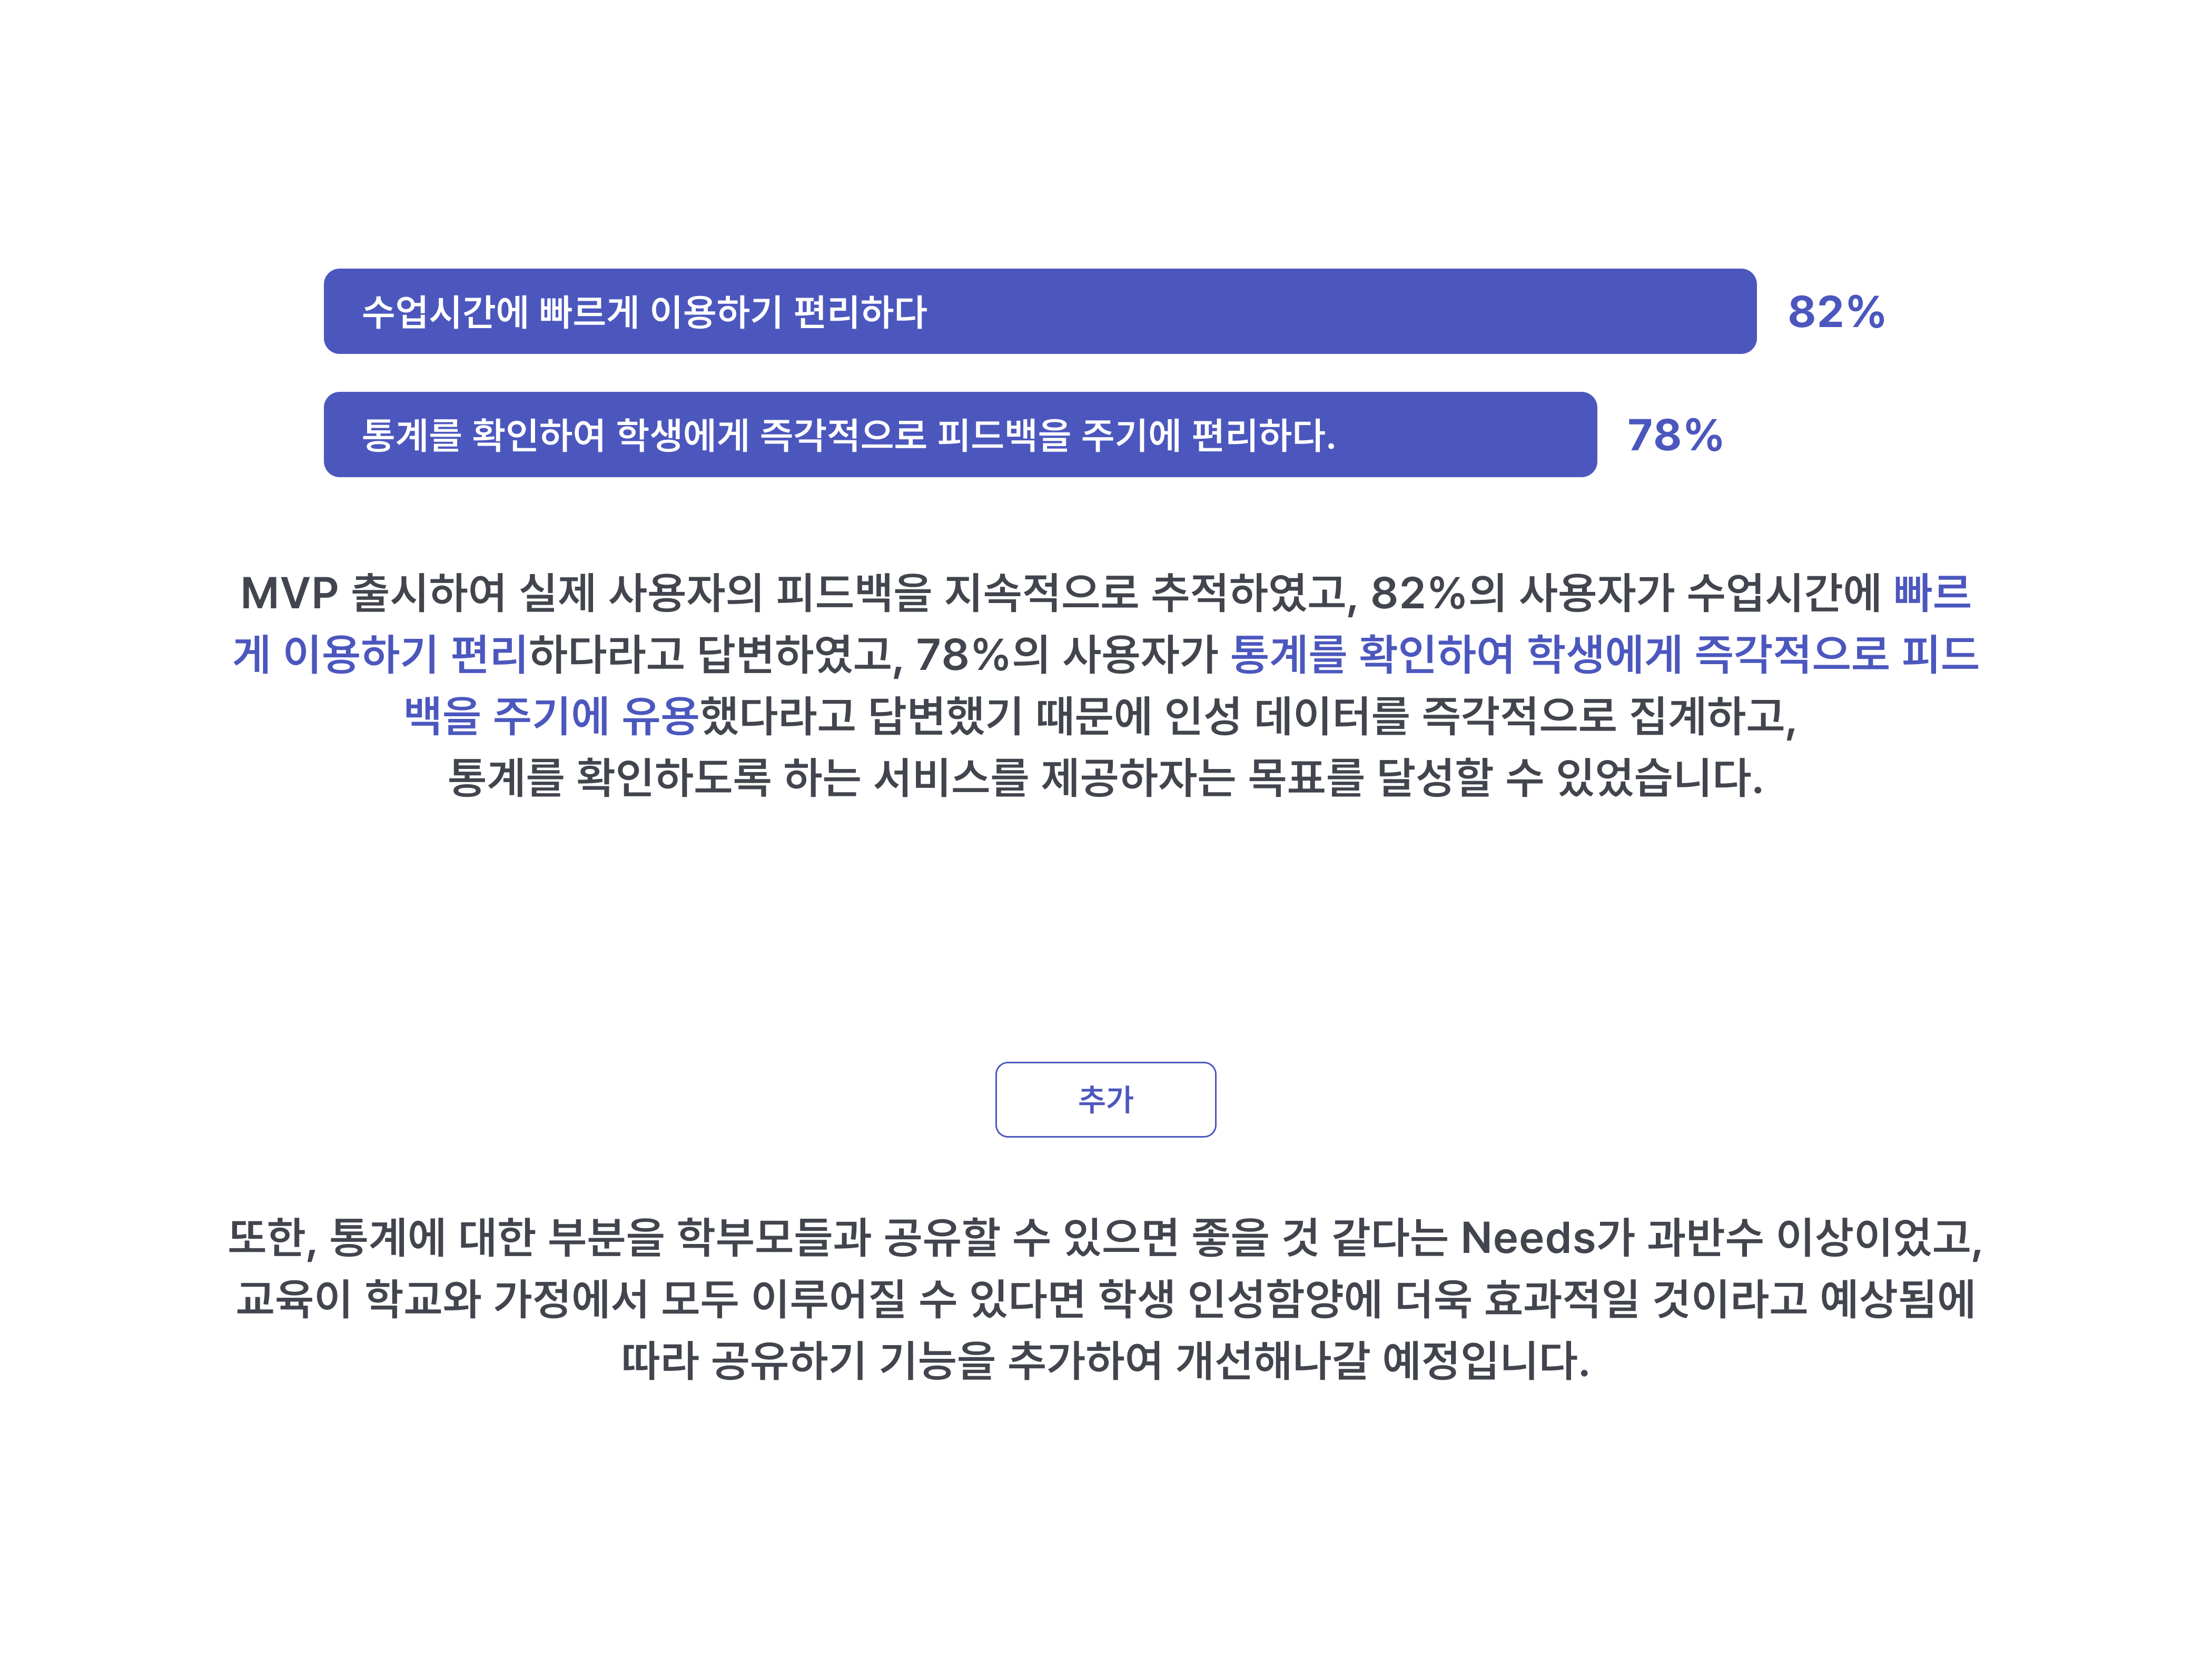 수업시간에 빠르게 이용하기 편리하다
82%
통계를 확인하여 학생에게 즉각적으로 피드백을 주기에 편리하다.
78%
MVP 출시하여 실제 사용자의 피드백을 지속적으로 추적하였고, 82%의 사용자가 수업시간에 빠르
게 이용하기 편리하다라고 답변하였고, 78%의 사용자가 통계를 확인하여 학생에게 즉각적으로 피드
백을 주기에 유용했다라고 답변했기 때문에 인성 데이터를 즉각적으로 집계하고,
통계를 확인하도록 하는 서비스를 제공하자는 목표를 달성할 수 있었습니다.
추가
또한, 통계에 대한 부분을 학부모들과 공유할 수 있으면 좋을 것 같다는 Needs가 과반수 이상이었고,
교육이 학교와 가정에서 모두 이루어질 수 있다면 학생 인성함양에 더욱 효과적일 것이라고 예상됨에
따라 공유하기 기능을 추가하여 개선해나갈 예정입니다.